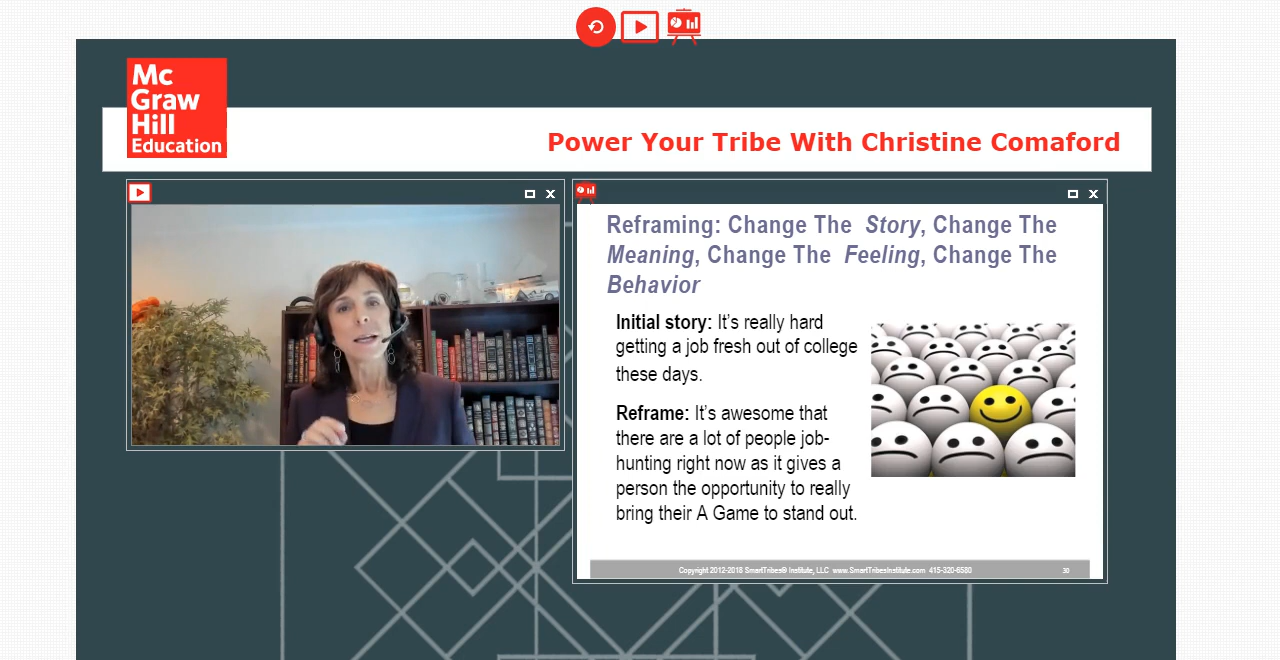 Mc
Graw
Hill
Education
Power Your Tribe With Christine Comaford
Reframing: Change The Story, Change The
Meaning, Change The Feeling, Change The
Behavior
Initial story: It’s really hard
getting a job fresh out of college
these days.
Reframe: It’s awesome that
there are a lot of people job-
hunting right now as it gives a
person the opportunity to really
bring their A Game to stand out.
Copyright 2012-2018 SmartTribes® Institute, LLC www.SmartTribesInstitute.com 415-320-6580
30